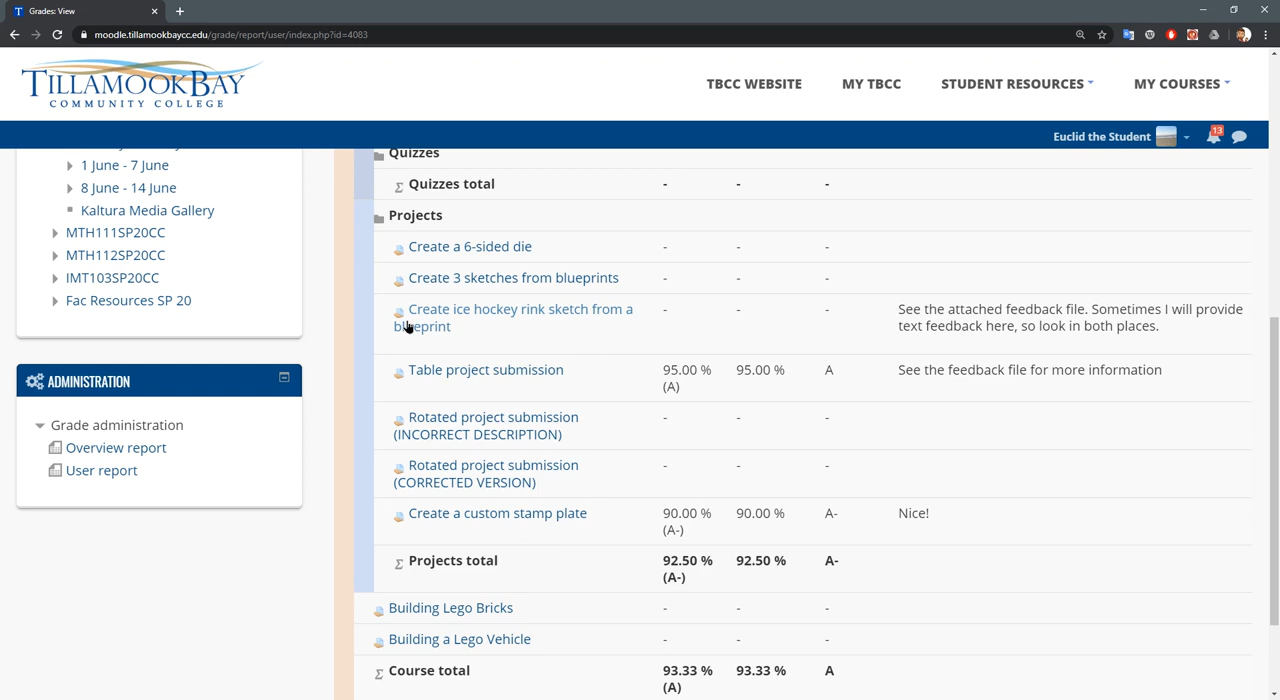 Grades: View
moodle.tillamookbaycc.edu/grade/report/user/index.php?id=4083
TILLAMOOKBAY
COMMUNITY COLLEGE
TBCC WEBSITE MY TBCC STUDENT RESOURCES MY COURSES
Euclid the Student 13
1 June - 7 June
8 June - 14 June
Kaltura Media Gallery
MTH111SP20CC
MTH112SP20CC
IMT103SP20CC
Fac Resources SP 20
ADMINISTRATION
Grade administration
Overview report
User report
Quizzes
Quizzes total - - -
Projects
Create a 6-sided die - - -
Create 3 sketches from blueprints - - -
Create ice hockey rink sketch from a - - - See the attached feedback file. Sometimes I will provide
blueprint text feedback here, so look in both places.
Table project submission 95.00 % 95.00 % A See the feedback file for more information
(A)
Rotated project submission - - -
(INCORRECT DESCRIPTION)
Rotated project submission - - -
(CORRECTED VERSION)
Create a custom stamp plate 90.00 % 90.00 % A- Nice!
(A-)
Projects total 92.50 % 92.50 % A-
(A-)
Building Lego Bricks - - -
Building a Lego Vehicle - - -
Course total 93.33 % 93.33 % A
(A)